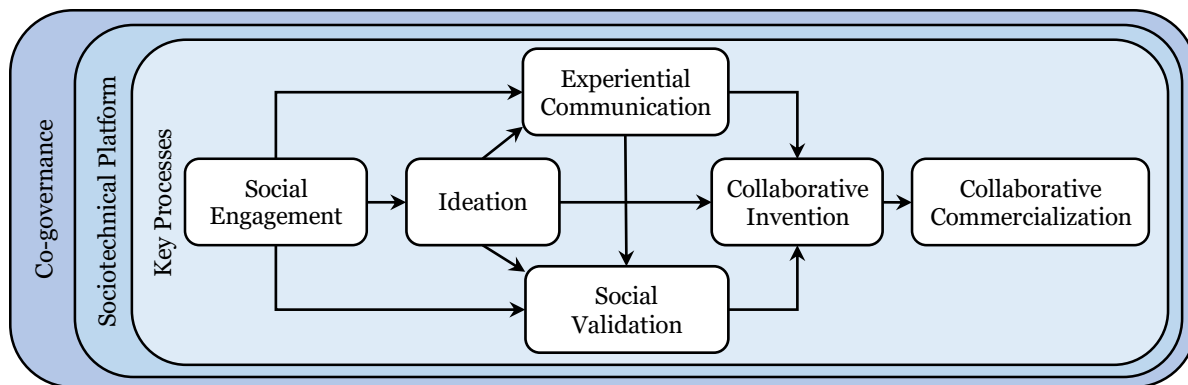 Co-governance
Sociotechnical Platform
Key Processes
Social
Engagement
Ideation
Experiential
Communication
Social
Validation
Collaborative
Invention
Collaborative
Commercialization